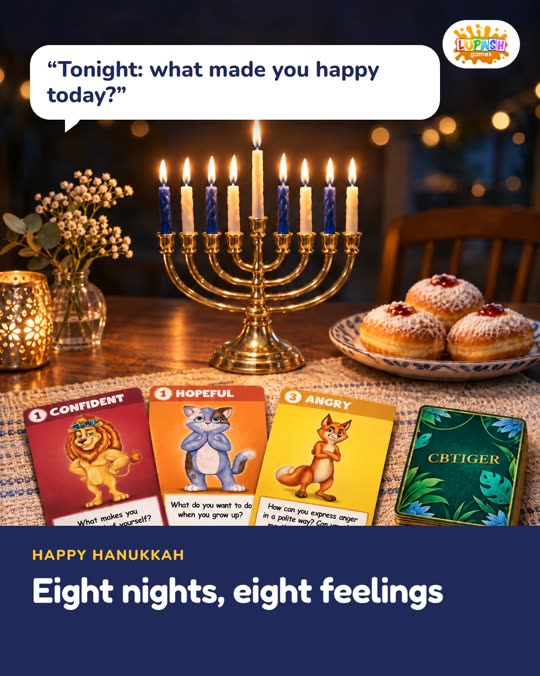 “Tonight: what made you happy
today?”
LUPASH
games
1 CONFIDENT
What makes you
yourself?
1 HOPEFUL
What do you want to do
when you grow up?
3 ANGRY
How can you express anger
in a polite way? Can
CBTIGER
HAPPY HANUKKAH
Eight nights, eight feelings